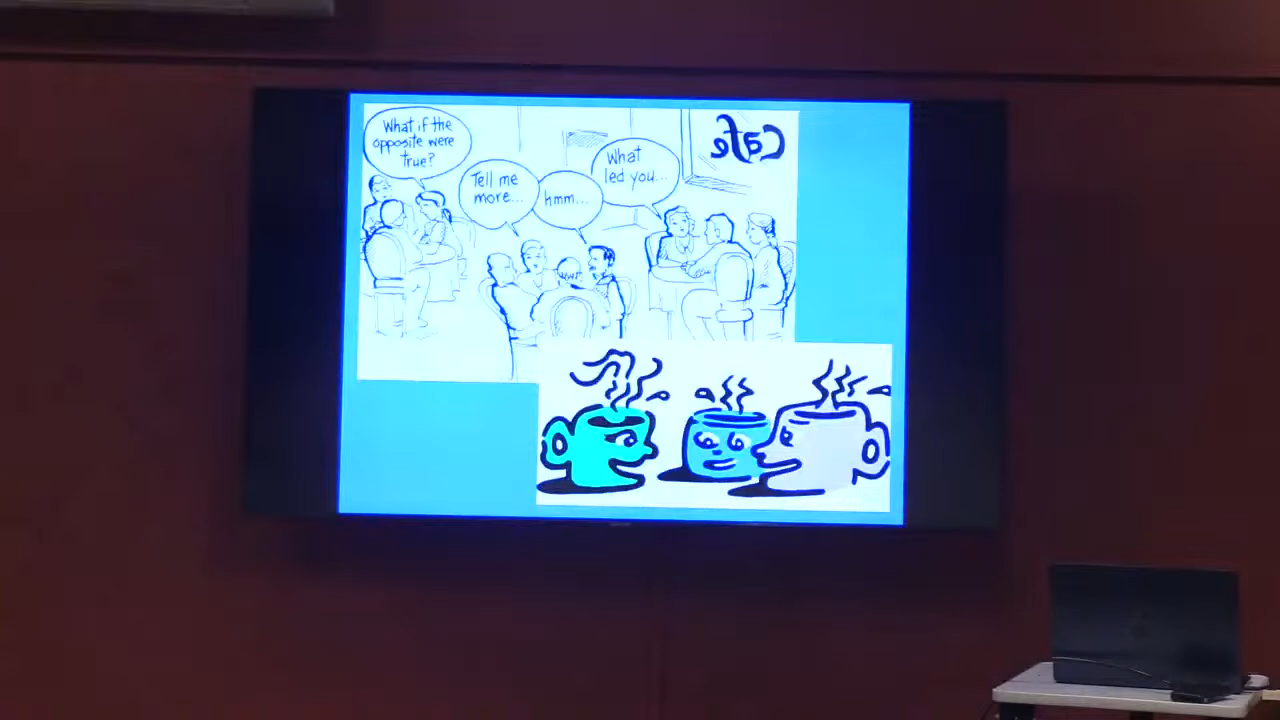 What if the
opposite were
true?
Tell me
more...
hmm...
What
led you...
Cafe